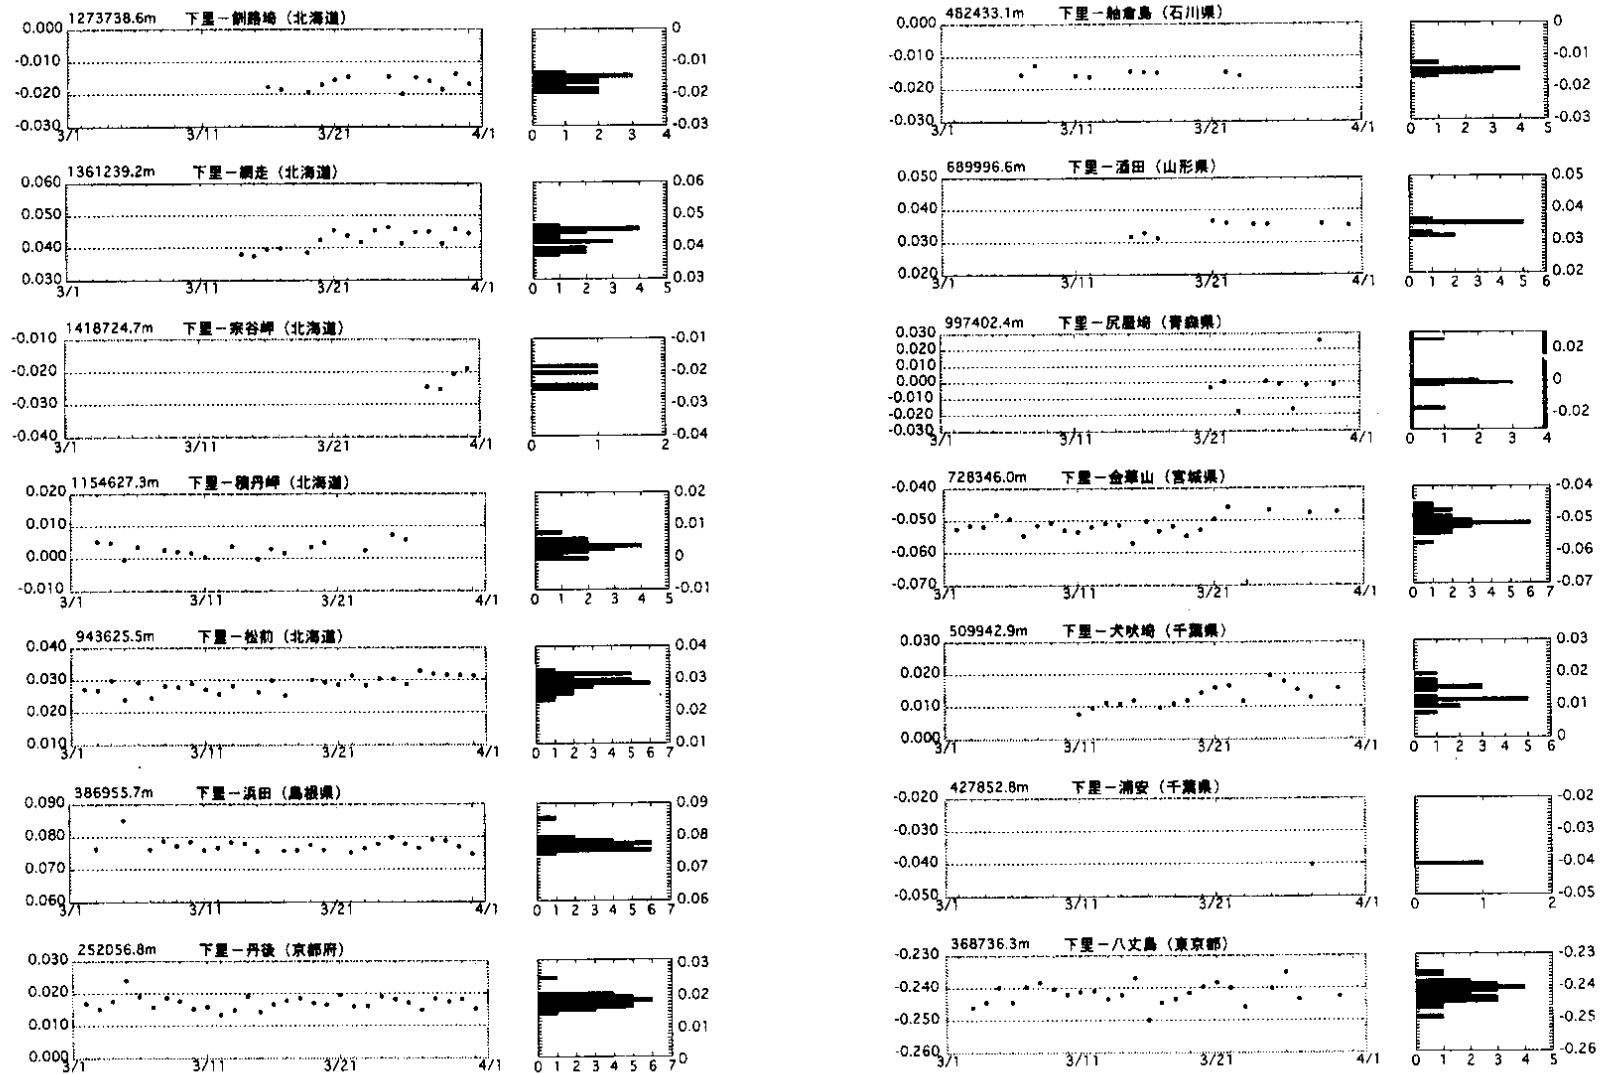 1273738.6m 下里－釧路埼（北海道）
0.000
-0.010
-0.020
-0.030
3/1 3/11 3/21 4/1
0
-0.01
-0.02
-0.03
0 1 2 3 4
1361239.2m 下里－網走（北海道）
0.060
0.050
0.040
0.030
3/1 3/11 3/21 4/1
0.06
0.05
0.04
0.03
0 1 2 3 4 5
1418724.7m 下里－宗谷岬（北海道）
-0.010
-0.020
-0.030
-0.040
3/1 3/11 3/21 4/1
-0.01
-0.02
-0.03
-0.04
0 1 2
1154627.3m 下里－積丹岬（北海道）
0.020
0.010
0.000
-0.010
3/1 3/11 3/21 4/1
0.02
0.01
0
-0.01
0 1 2 3 4 5
943625.5m 下里－松前（北海道）
0.040
0.030
0.020
0.010
3/1 3/11 3/21 4/1
0.04
0.03
0.02
0.01
0 1 2 3 4 5 6 7
386955.7m 下里－浜田（島根県）
0.090
0.080
0.070
0.060
3/1 3/11 3/21 4/1
0.09
0.08
0.07
0.06
0 1 2 3 4 5 6 7
252056.8m 下里－丹後（京都府）
0.030
0.020
0.010
0.000
3/1 3/11 3/21 4/1
0.03
0.02
0.01
0
0 1 2 3 4 5 6 7
482433.1m 下里－舳倉島（石川県）
0.000
-0.010
-0.020
-0.030
3/1 3/11 3/21 4/1
0
-0.01
-0.02
-0.03
0 1 2 3 4 5
689996.6m 下里－酒田（山形県）
0.050
0.040
0.030
0.020
3/1 3/11 3/21 4/1
0.05
0.04
0.03
0.02
0 1 2 3 4 5 6
997402.4m 下里－尻屋埼（青森県）
0.030
0.020
0.010
0.000
-0.010
-0.020
-0.030
3/1 3/11 3/21 4/1
0.02
0
-0.02
0 1 2 3 4
728346.0m 下里－金華山（宮城県）
-0.040
-0.050
-0.060
-0.070
3/1 3/11 3/21 4/1
-0.04
-0.05
-0.06
-0.07
0 1 2 3 4 5 6 7
509942.9m 下里－犬吠埼（千葉県）
0.030
0.020
0.010
0.000
3/1 3/11 3/21 4/1
0.03
0.02
0.01
0
0 1 2 3 4 5 6
427852.8m 下里－浦安（千葉県）
-0.020
-0.030
-0.040
-0.050
3/1 3/11 3/21 4/1
-0.02
-0.03
-0.04
-0.05
0 1 2
368736.3m 下里－八丈島（東京都）
-0.230
-0.240
-0.250
-0.260
3/1 3/11 3/21 4/1
-0.23
-0.24
-0.25
-0.26
0 1 2 3 4 5